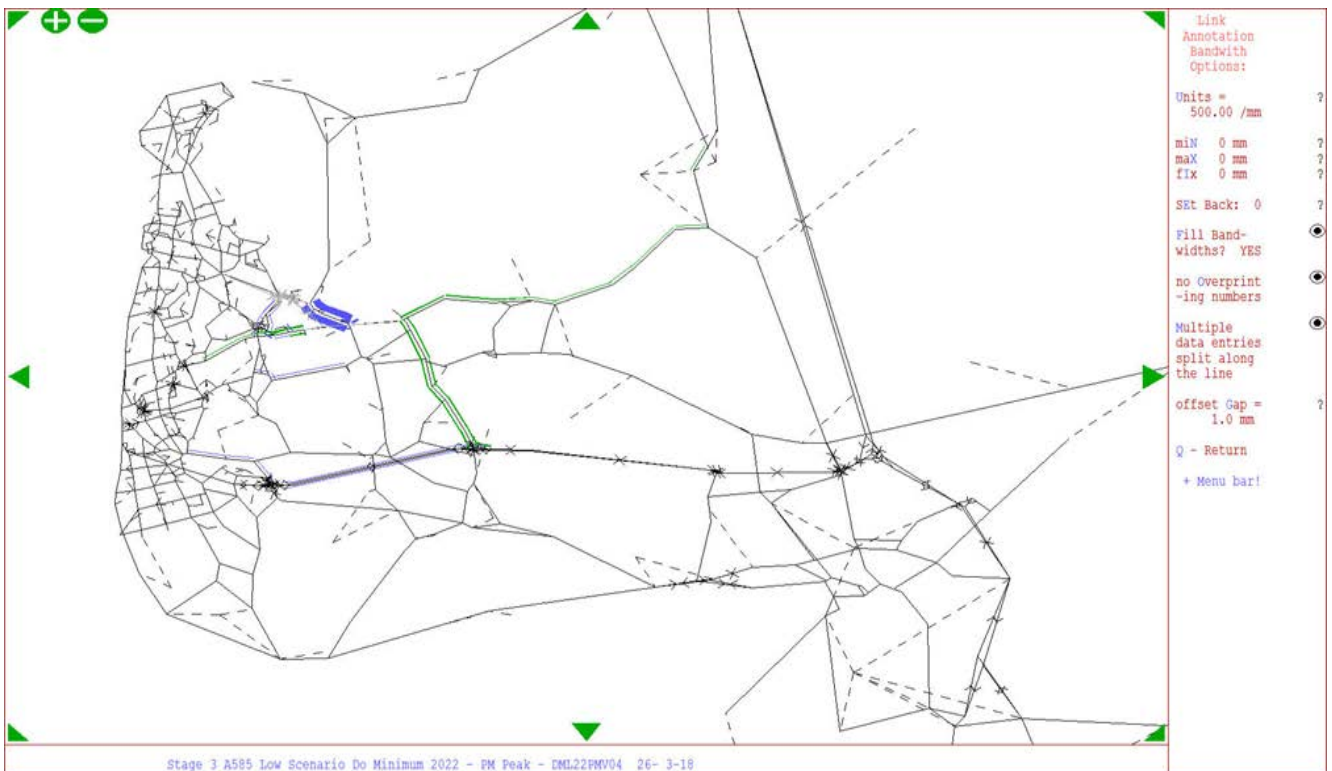 Link
Annotation
Bandwith
Options:
Units = ?
500.00 /mm
miN 0 mm ?
maX 0 mm ?
fIx 0 mm ?
SEt Back: 0 ?
Fill Band-
widths? YES
no Overprint
-ing numbers
Multiple
data entries
split along
the line
offset Gap = ?
1.0 mm
Q - Return
+ Menu bar!
Stage 3 A585 Low Scenario Do Minimum 2022 - PM Peak - DML22PMV04 26- 3-18